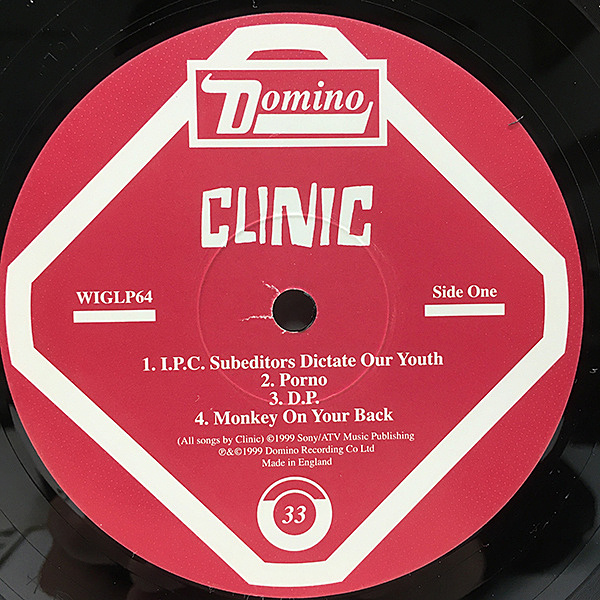 Domino
CLINIC
WIGLP64
Side One
1. I.P.C. Subeditors Dictate Our Youth
2. Porno
3. D.P.
4. Monkey On Your Back
(All songs by Clinic) ©1999 Sony/ATV Music Publishing
℗&©1999 Domino Recording Co Ltd
Made in England
33